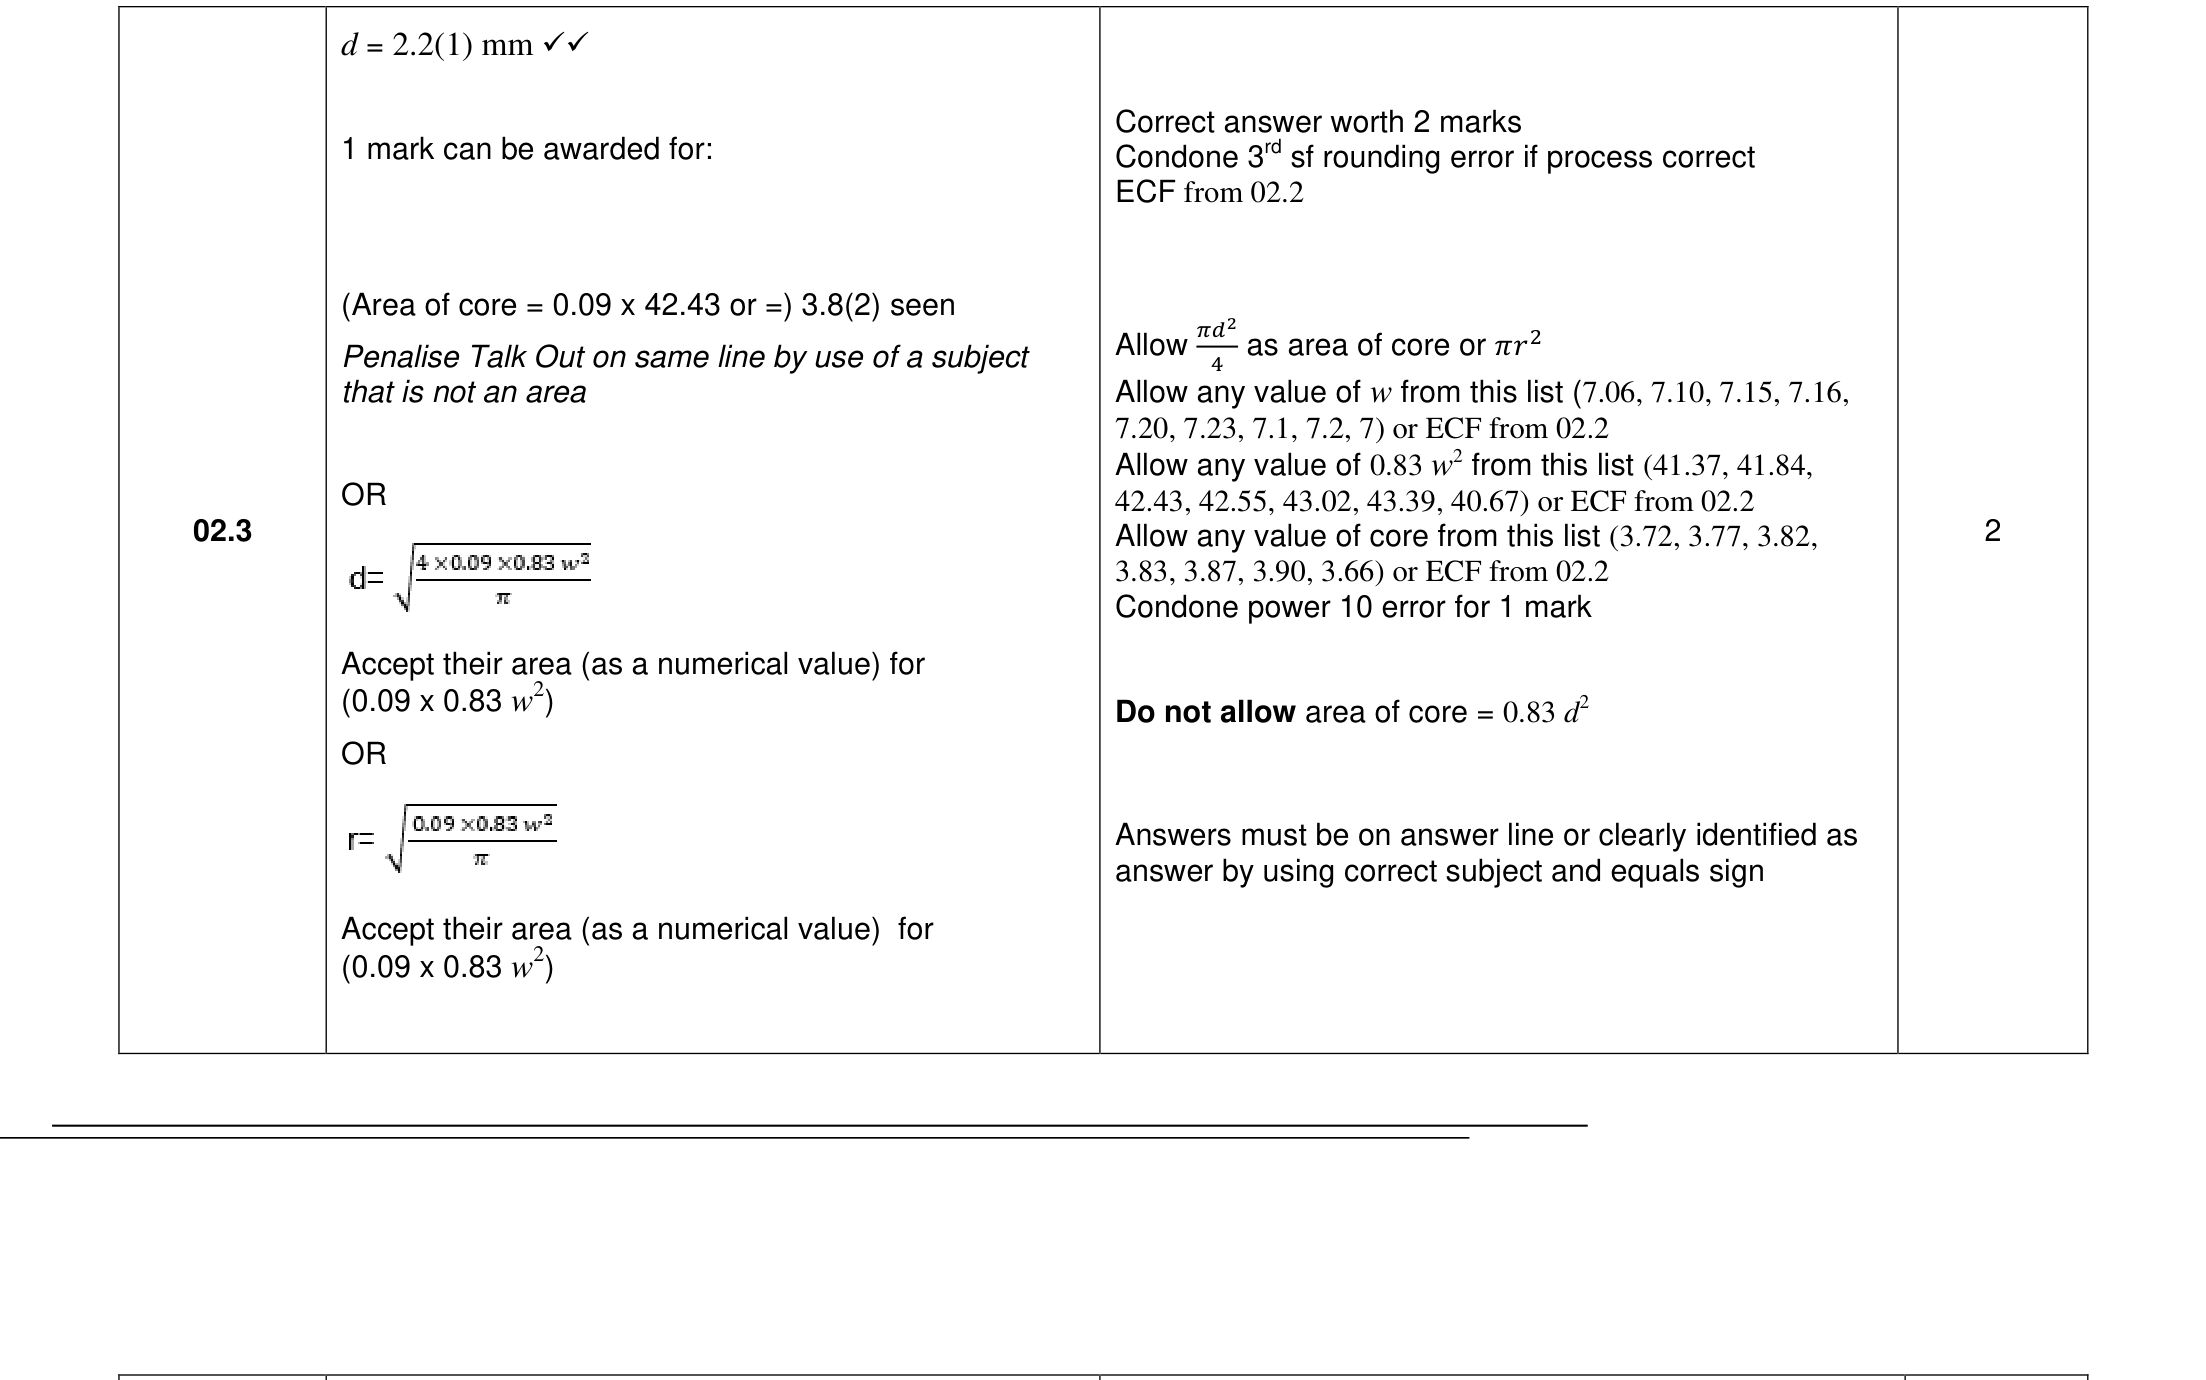 d = 2.2(1) mm ✓✓
1 mark can be awarded for:
(Area of core = 0.09 x 42.43 or =) 3.8(2) seen
Penalise Talk Out on same line by use of a subject
that is not an area
OR
d= √(4 ×0.09 ×0.83 w² / π)
Accept their area (as a numerical value) for
(0.09 x 0.83 w²)
OR
r= √(0.09 ×0.83 w² / π)
Accept their area (as a numerical value)  for
(0.09 x 0.83 w²)
02.3
Correct answer worth 2 marks
Condone 3rd sf rounding error if process correct
ECF from 02.2
Allow πd²/4 as area of core or πr²
Allow any value of w from this list (7.06, 7.10, 7.15, 7.16,
7.20, 7.23, 7.1, 7.2, 7) or ECF from 02.2
Allow any value of 0.83 w² from this list (41.37, 41.84,
42.43, 42.55, 43.02, 43.39, 40.67) or ECF from 02.2
Allow any value of core from this list (3.72, 3.77, 3.82,
3.83, 3.87, 3.90, 3.66) or ECF from 02.2
Condone power 10 error for 1 mark
Do not allow area of core = 0.83 d²
Answers must be on answer line or clearly identified as
answer by using correct subject and equals sign
2